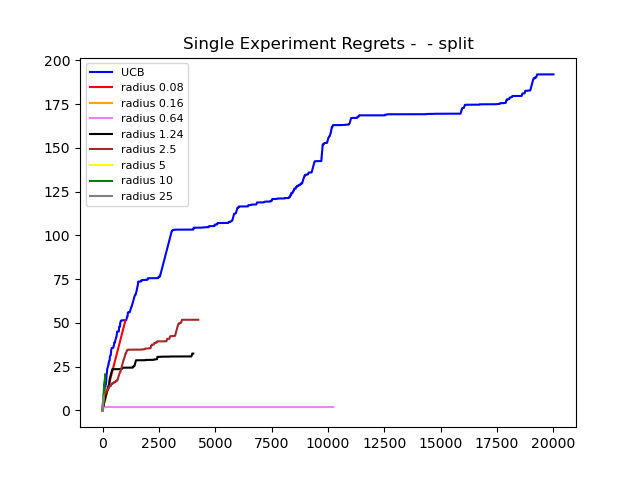 Single Experiment Regrets -  - split
200
175
150
125
100
75
50
25
0
UCB
radius 0.08
radius 0.16
radius 0.64
radius 1.24
radius 2.5
radius 5
radius 10
radius 25
0 2500 5000 7500 10000 12500 15000 17500 20000